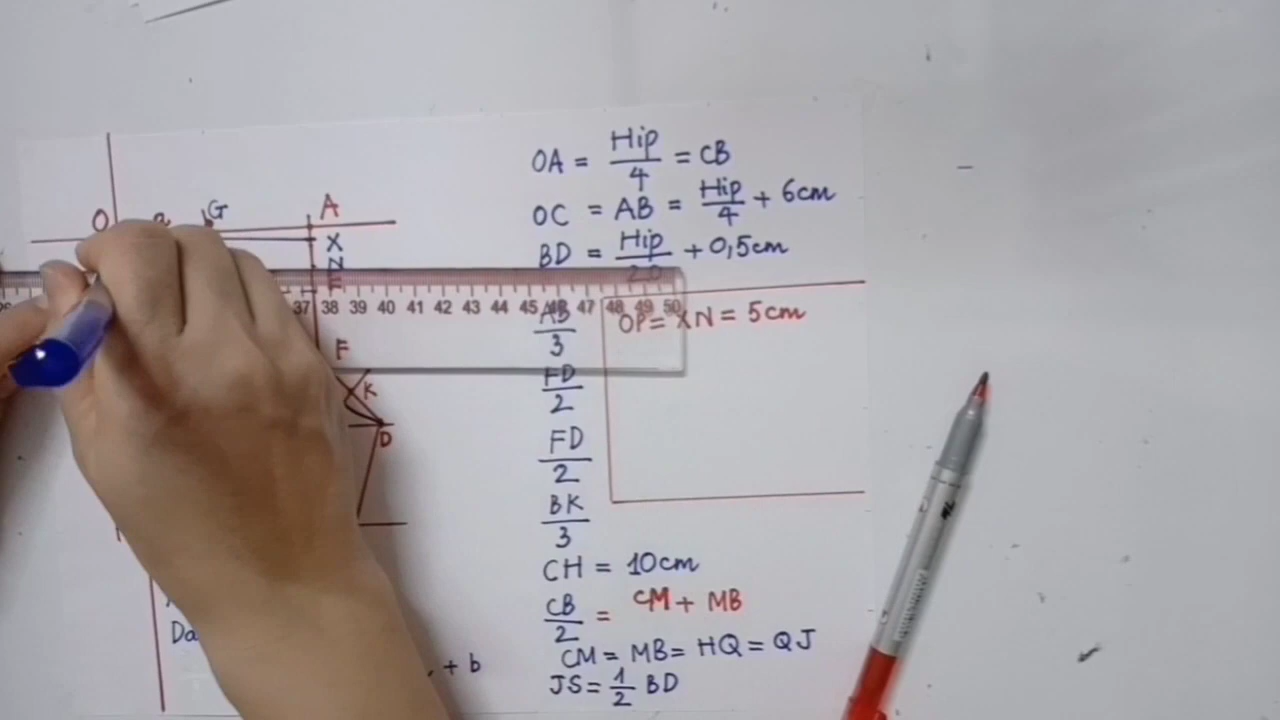 O G A
X
N
37 38 39 40 41 42 43 44 45 46 47 48 49 50
F
K
D
Da
+ b
OA = Hip/4 = CB
OC = AB = Hip/4 + 6cm
BD = Hip/20 + 0,5cm
AB/3
FD/2
FD/2
BK/3
CH = 10cm
CB/2 = CM + MB
CM = MB = HQ = QJ
JS = 1/2 BD
OP = XN = 5cm